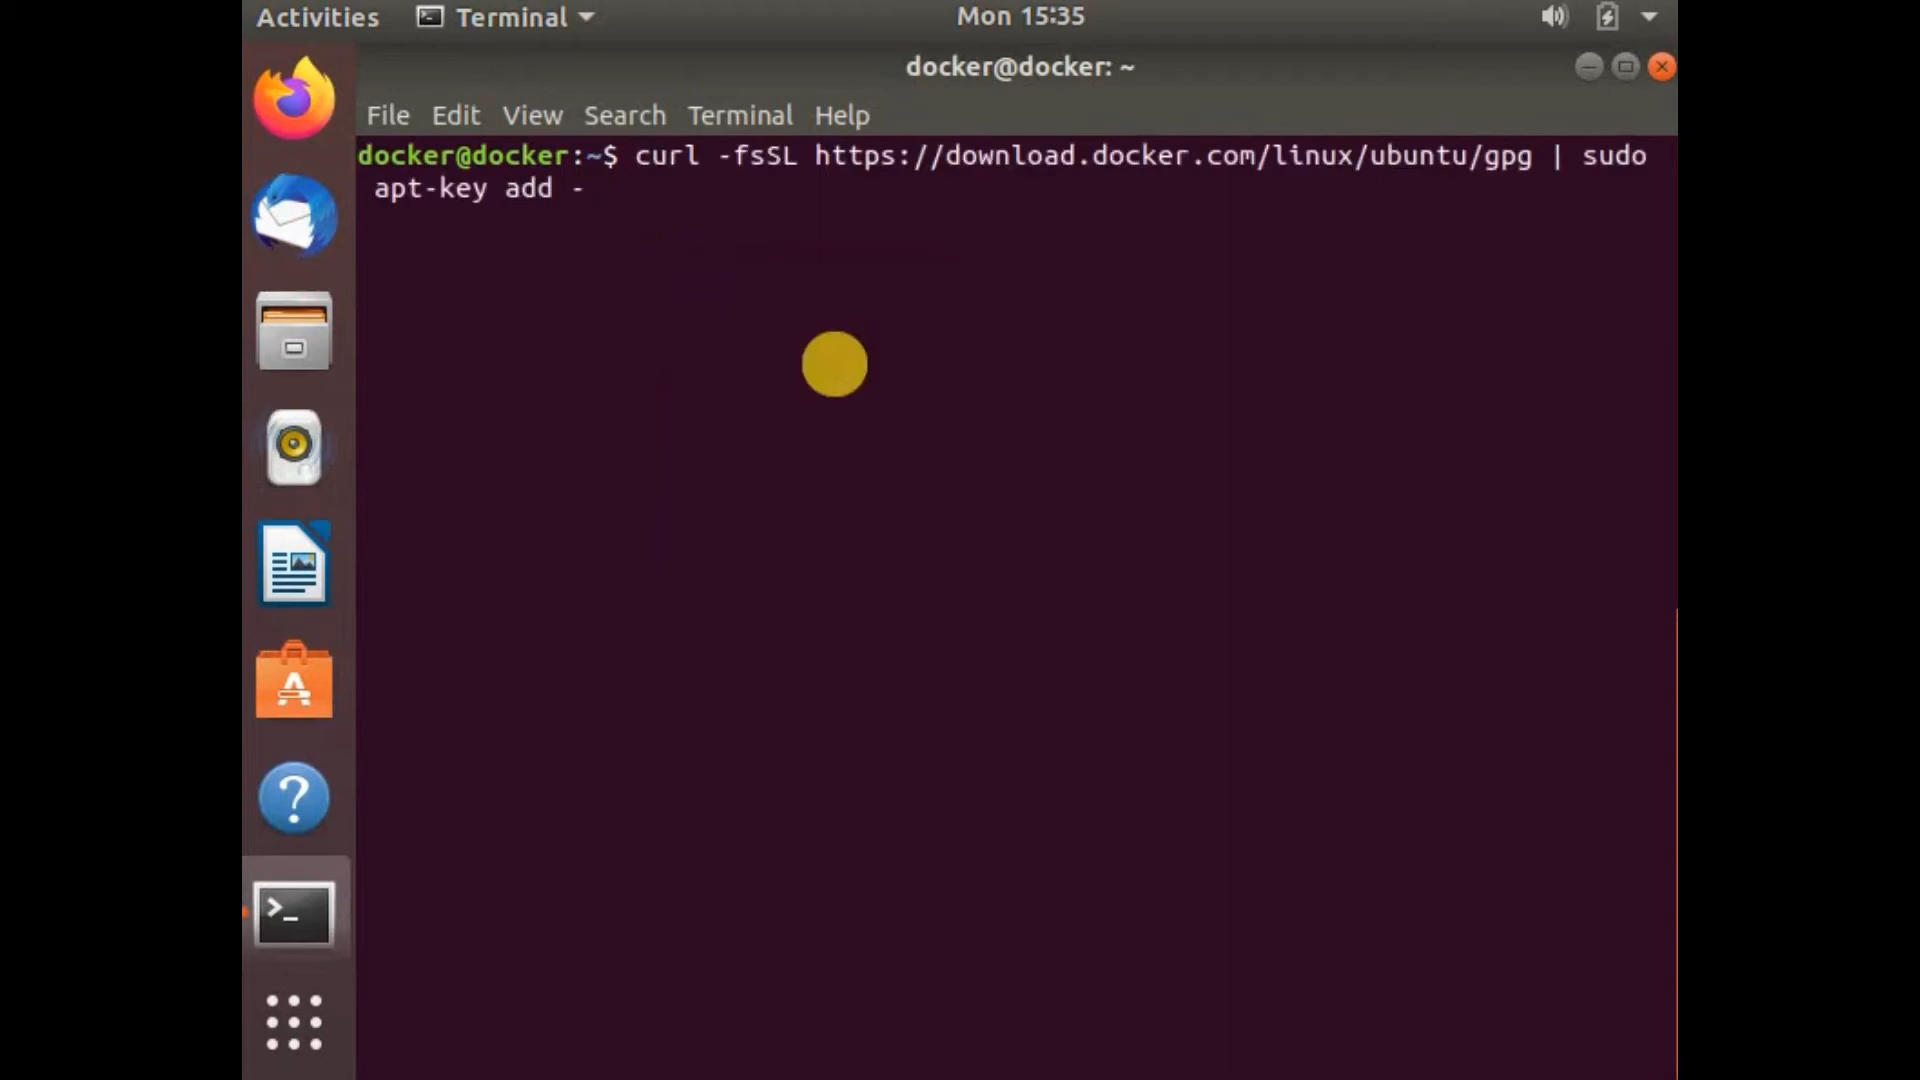 Activities Terminal Mon 15:35
docker@docker: ~
File Edit View Search Terminal Help
docker@docker:~$ curl -fsSL https://download.docker.com/linux/ubuntu/gpg | sudo
apt-key add -